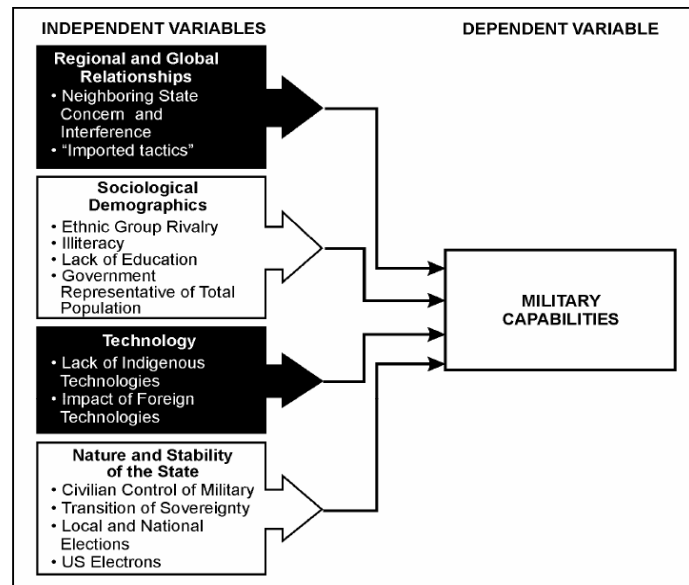 INDEPENDENT VARIABLES
DEPENDENT VARIABLE
Regional and Global
Relationships
• Neighboring State
Concern and
Interference
• "Imported tactics"
Sociological
Demographics
• Ethnic Group Rivalry
• Illiteracy
• Lack of Education
• Government
Representative of Total
Population
Technology
• Lack of Indigenous
Technologies
• Impact of Foreign
Technologies
Nature and Stability
of the State
• Civilian Control of Military
• Transition of Sovereignty
• Local and National
Elections
• US Electrons
MILITARY
CAPABILITIES